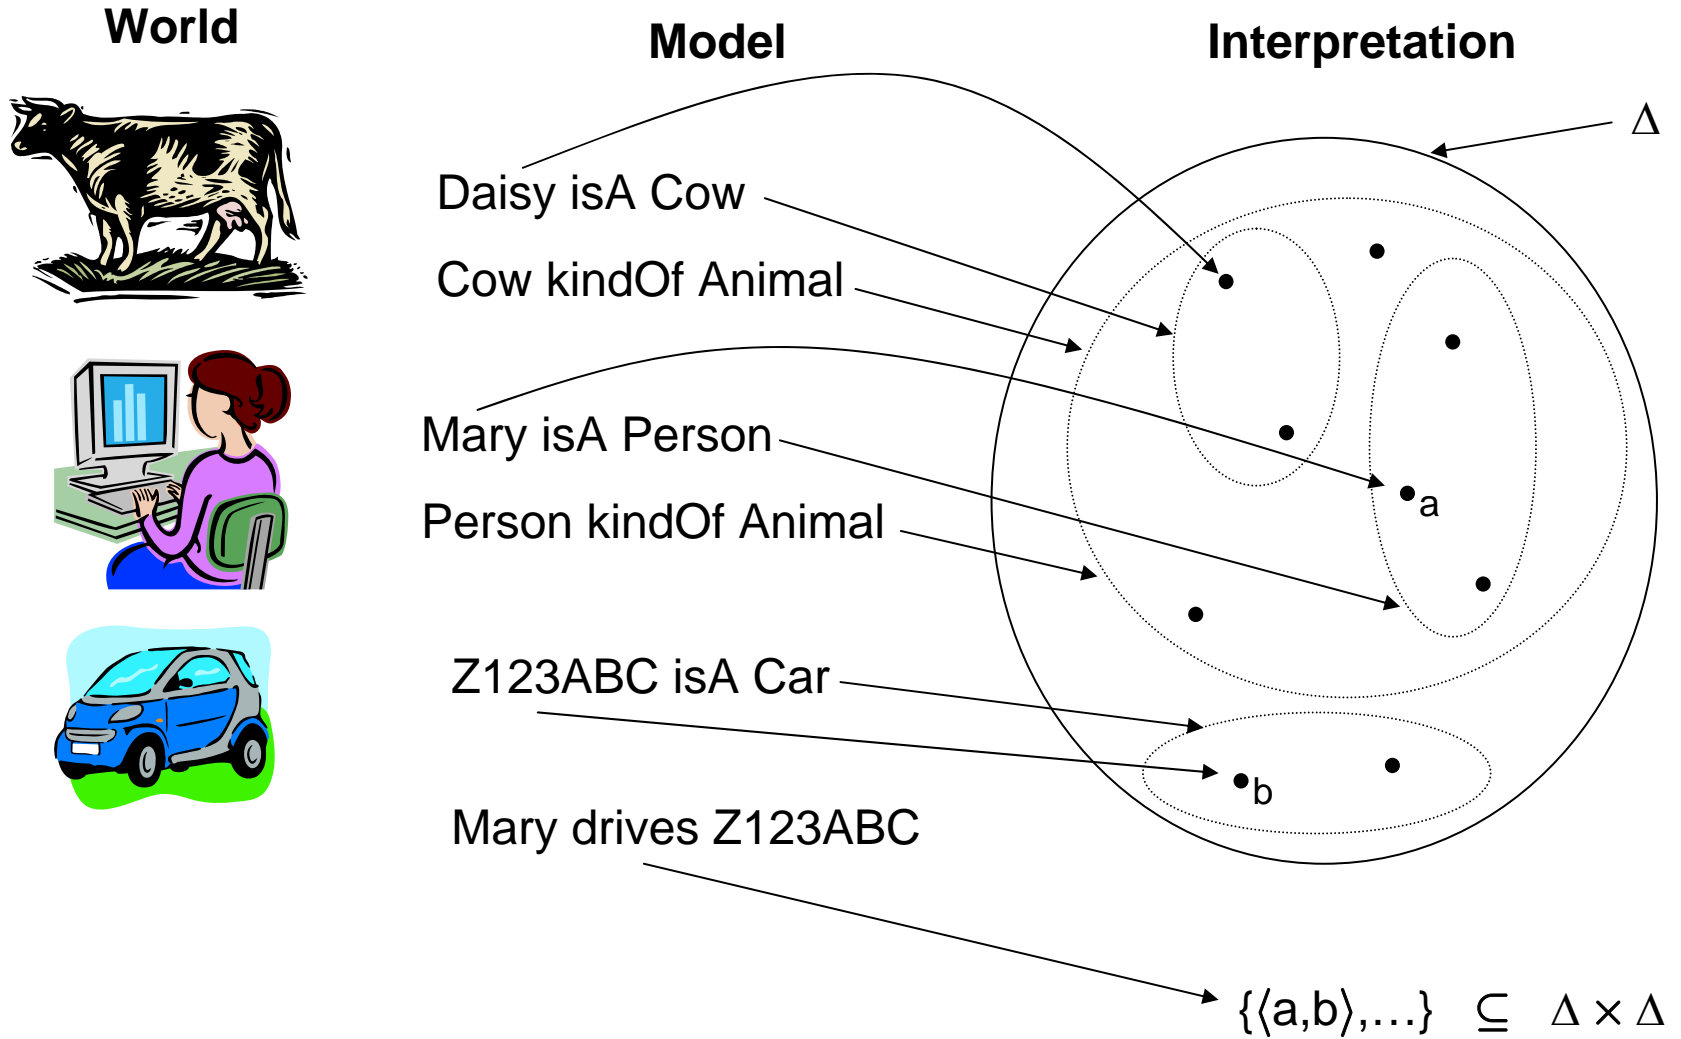 World
Model
Interpretation
Δ
Daisy isA Cow
Cow kindOf Animal
Mary isA Person
a
Person kindOf Animal
Z123ABC isA Car
b
Mary drives Z123ABC
{⟨a,b⟩,…} ⊆ Δ × Δ